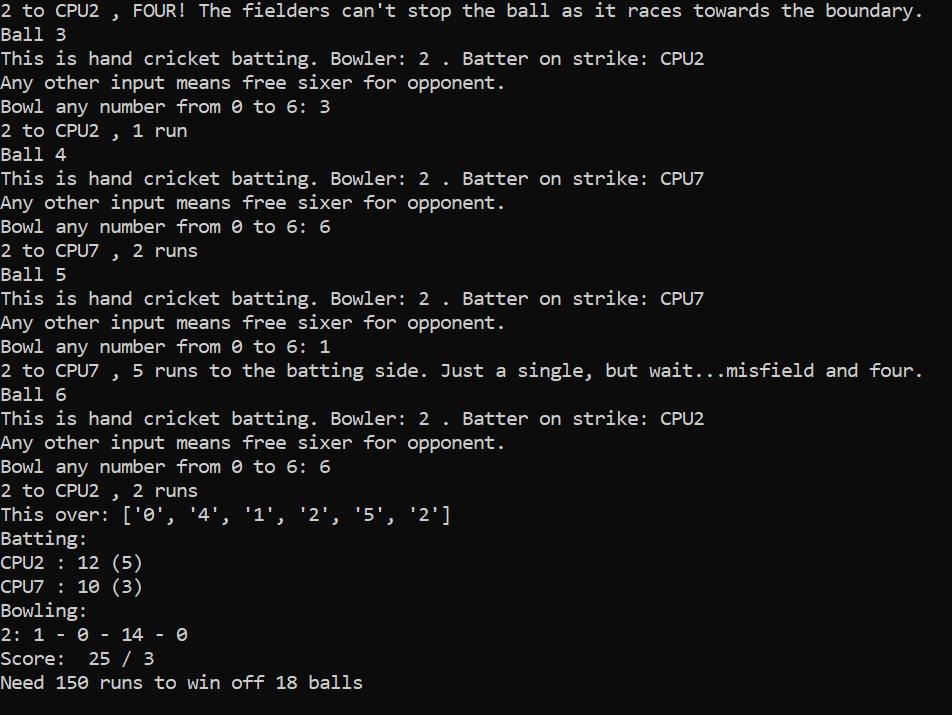 2 to CPU2 , FOUR! The fielders can't stop the ball as it races towards the boundary.
Ball 3
This is hand cricket batting. Bowler: 2 . Batter on strike: CPU2
Any other input means free sixer for opponent.
Bowl any number from 0 to 6: 3
2 to CPU2 , 1 run
Ball 4
This is hand cricket batting. Bowler: 2 . Batter on strike: CPU7
Any other input means free sixer for opponent.
Bowl any number from 0 to 6: 6
2 to CPU7 , 2 runs
Ball 5
This is hand cricket batting. Bowler: 2 . Batter on strike: CPU7
Any other input means free sixer for opponent.
Bowl any number from 0 to 6: 1
2 to CPU7 , 5 runs to the batting side. Just a single, but wait...misfield and four.
Ball 6
This is hand cricket batting. Bowler: 2 . Batter on strike: CPU2
Any other input means free sixer for opponent.
Bowl any number from 0 to 6: 6
2 to CPU2 , 2 runs
This over: ['0', '4', '1', '2', '5', '2']
Batting:
CPU2 : 12 (5)
CPU7 : 10 (3)
Bowling:
2: 1 - 0 - 14 - 0
Score:  25 / 3
Need 150 runs to win off 18 balls